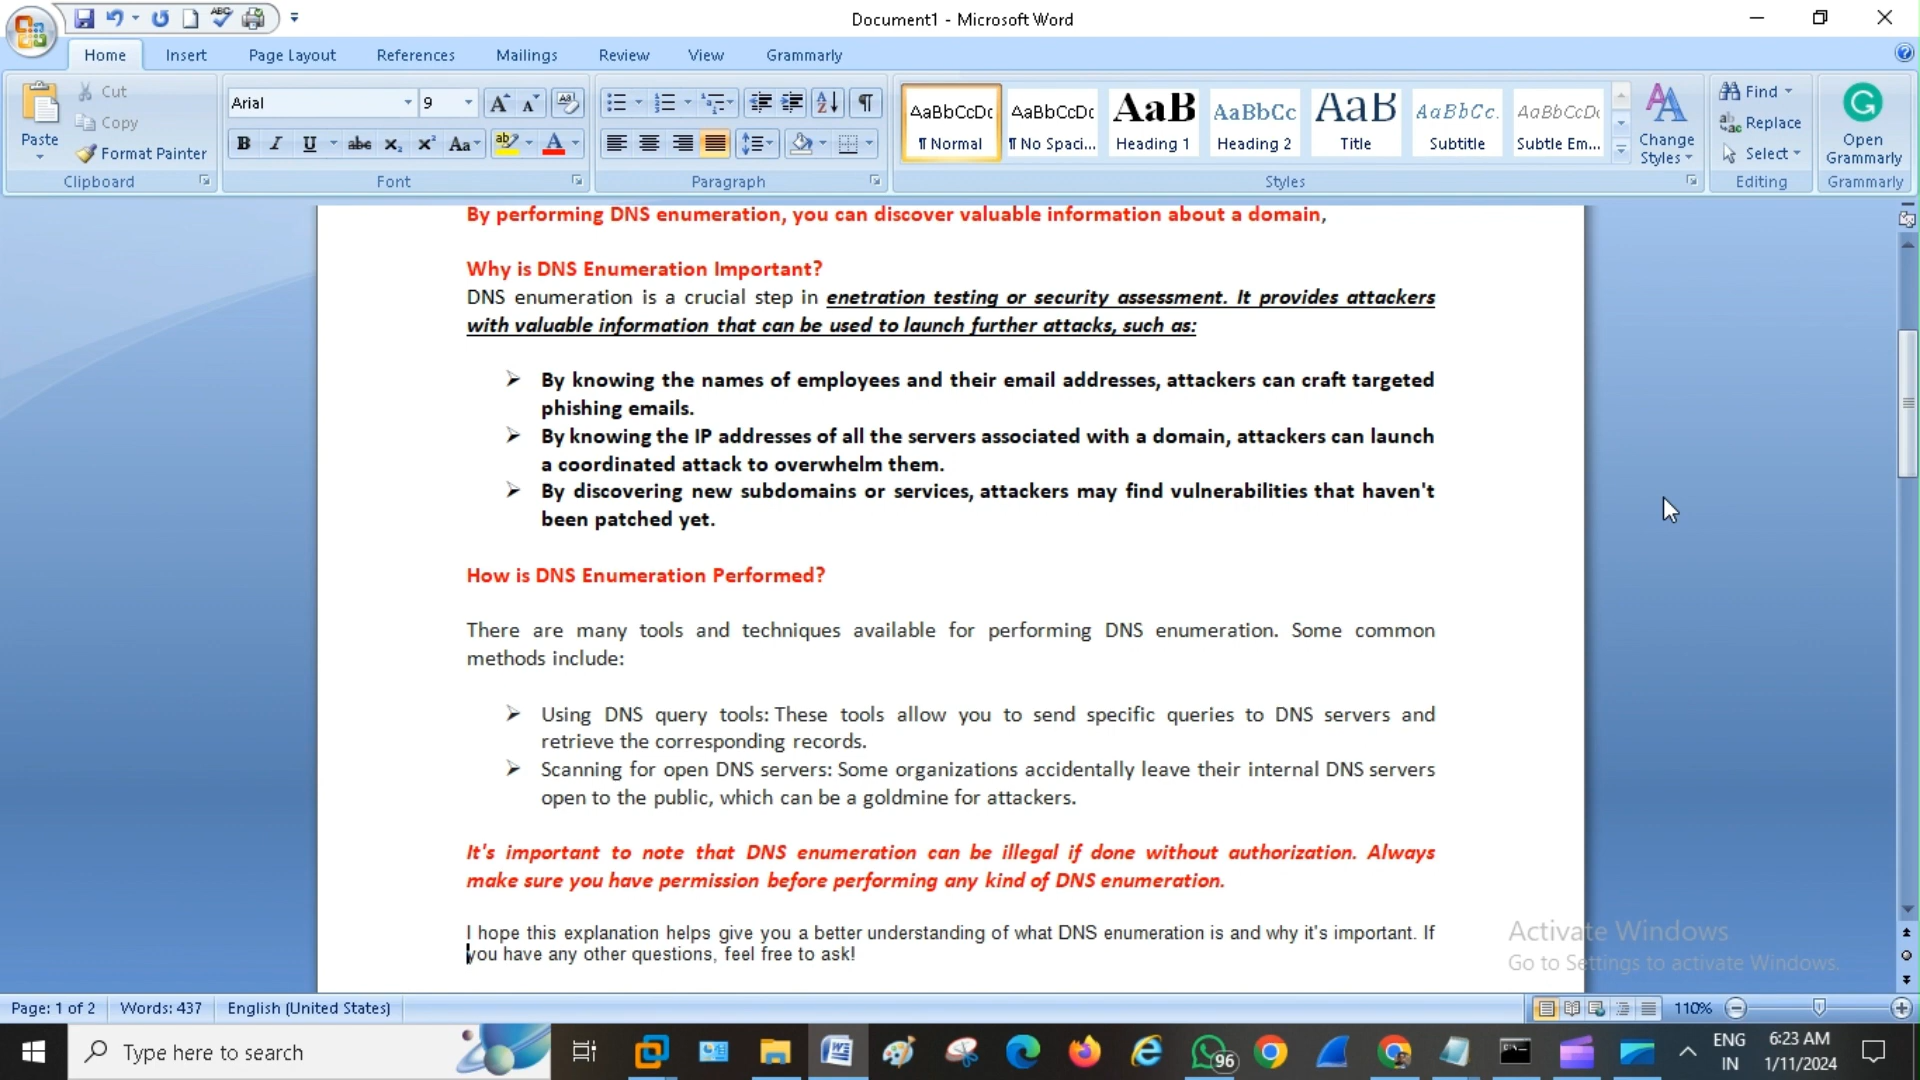 Document1 - Microsoft Word
Home Insert Page Layout References Mailings Review View Grammarly
Paste
Cut
Copy
Format Painter
Clipboard
Arial 9
Font
Paragraph
AaBbCcDc AaBbCcDc AaB AaBbCc AaB AaBbCc. AaBbCcDc
¶ Normal ¶ No Spaci... Heading 1 Heading 2 Title Subtitle Subtle Em...
Change
Styles
Styles
Find
Replace
Select
Editing
Open
Grammarly
Grammarly
By performing DNS enumeration, you can discover valuable information about a domain,
Why is DNS Enumeration Important?
DNS enumeration is a crucial step in enetration testing or security assessment. It provides attackers
with valuable information that can be used to launch further attacks, such as:
➢ By knowing the names of employees and their email addresses, attackers can craft targeted
phishing emails.
➢ By knowing the IP addresses of all the servers associated with a domain, attackers can launch
a coordinated attack to overwhelm them.
➢ By discovering new subdomains or services, attackers may find vulnerabilities that haven't
been patched yet.
How is DNS Enumeration Performed?
There are many tools and techniques available for performing DNS enumeration. Some common
methods include:
➢ Using DNS query tools: These tools allow you to send specific queries to DNS servers and
retrieve the corresponding records.
➢ Scanning for open DNS servers: Some organizations accidentally leave their internal DNS servers
open to the public, which can be a goldmine for attackers.
It's important to note that DNS enumeration can be illegal if done without authorization. Always
make sure you have permission before performing any kind of DNS enumeration.
I hope this explanation helps give you a better understanding of what DNS enumeration is and why it's important. If
you have any other questions, feel free to ask!
Activate Windows
Go to Settings to activate Windows.
Page: 1 of 2 Words: 437 English (United States) 110%
Type here to search
96
ENG
IN
6:23 AM
1/11/2024